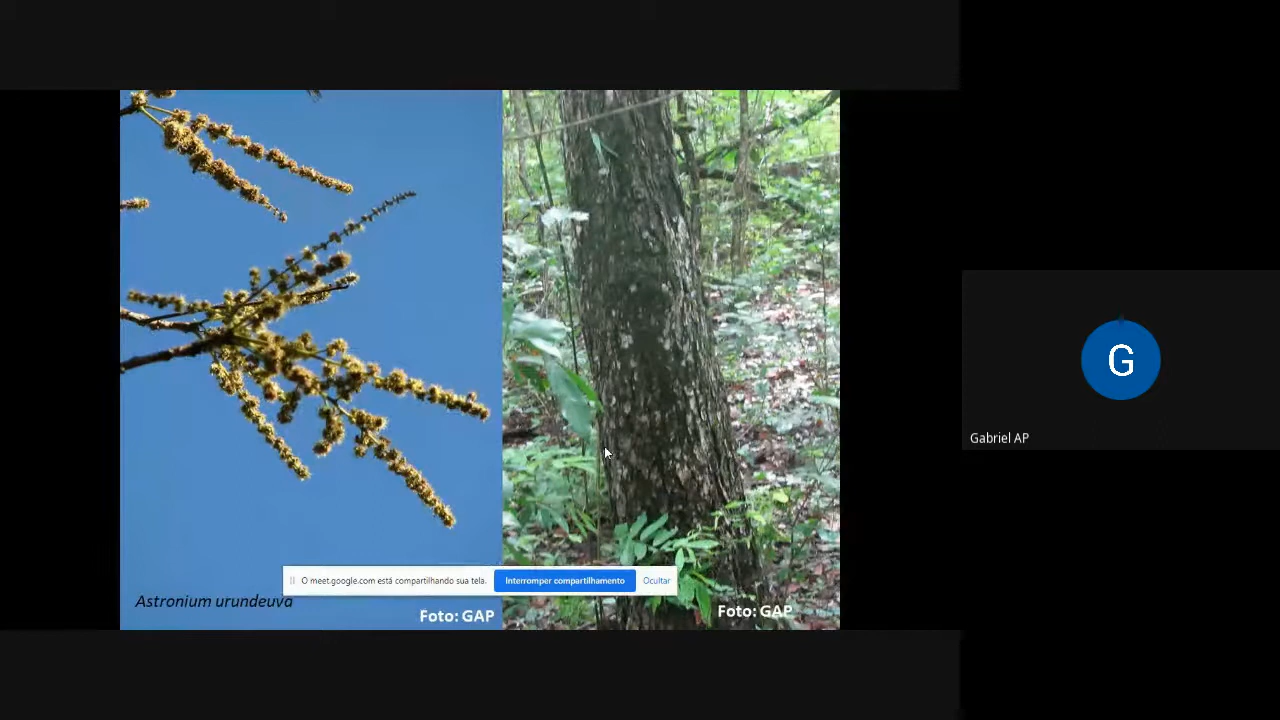 G
Gabriel AP
O meet.google.com está compartilhando sua tela.
Interromper compartilhamento
Ocultar
Astronium urundeuva
Foto: GAP
Foto: GAP